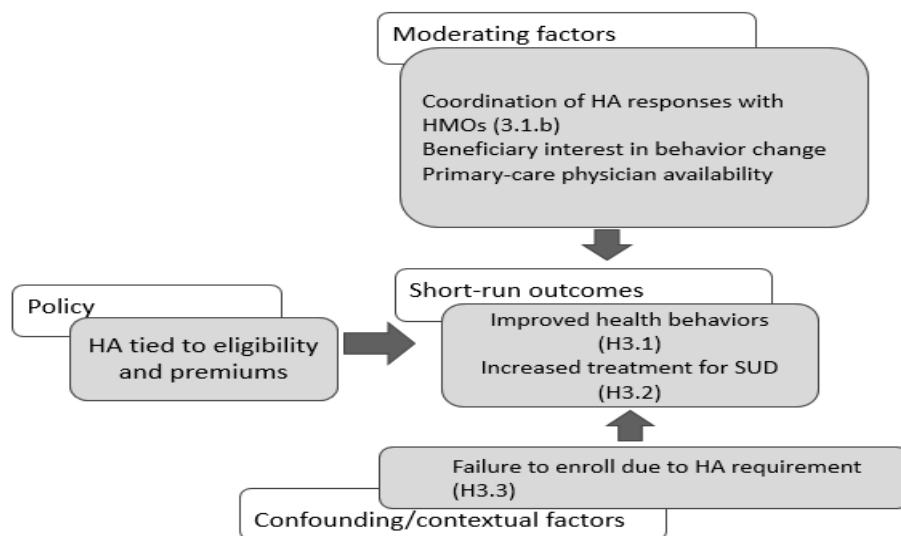 Moderating factors
Coordination of HA responses with
HMOs (3.1.b)
Beneficiary interest in behavior change
Primary-care physician availability
Policy
HA tied to eligibility
and premiums
Short-run outcomes
Improved health behaviors
(H3.1)
Increased treatment for SUD
(H3.2)
Failure to enroll due to HA requirement
(H3.3)
Confounding/contextual factors